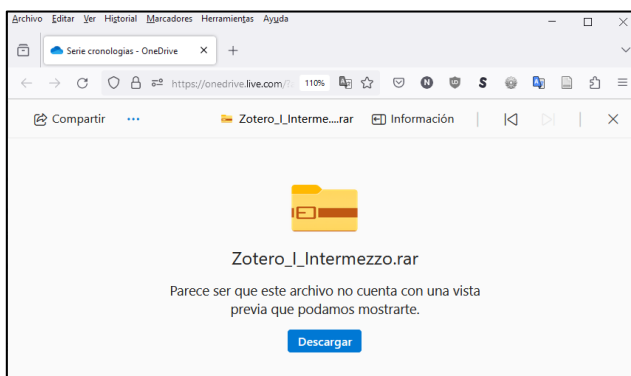 Archivo Editar Ver Historial Marcadores Herramientas Ayuda
Serie cronologias - OneDrive
https://onedrive.live.com/? 110%
Compartir ... Zotero_I_Interme....rar Información
Zotero_I_Intermezzo.rar
Parece ser que este archivo no cuenta con una vista
previa que podamos mostrarte.
Descargar